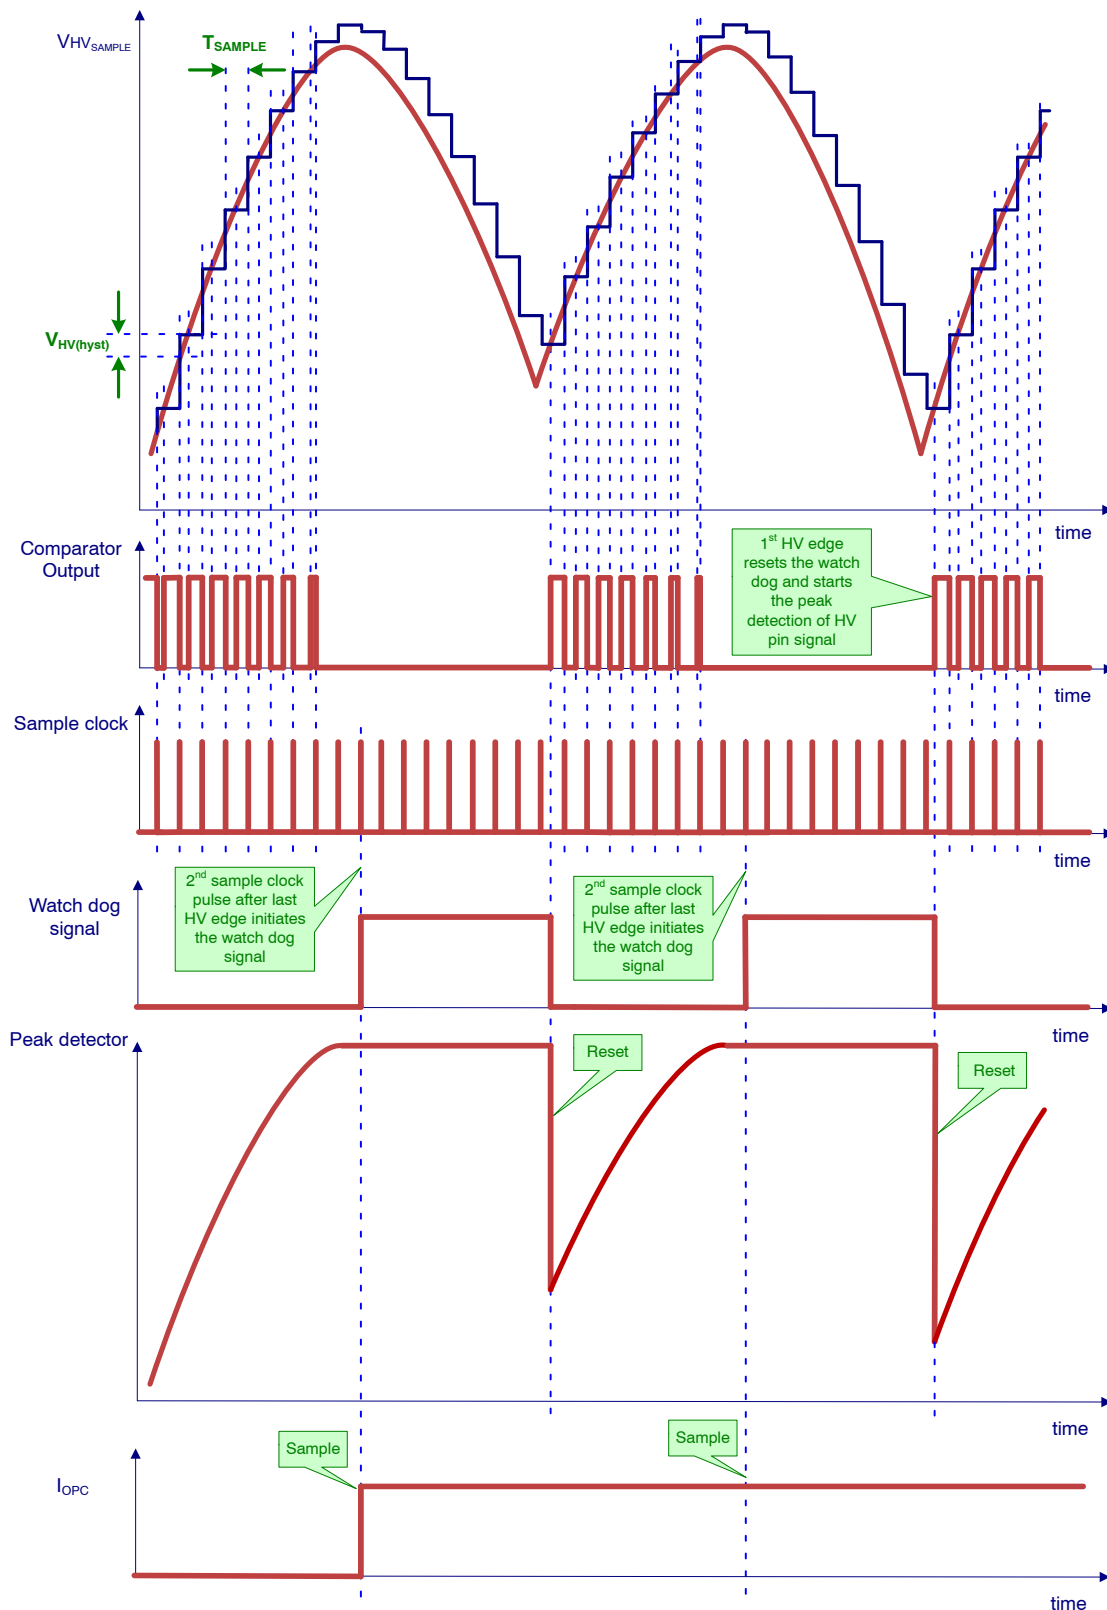 VHVSAMPLE
TSAMPLE
VHV(hyst)
time
Comparator
Output
1st HV edge
resets the watch
dog and starts
the peak
detection of HV
pin signal
time
Sample clock
time
2nd sample clock
pulse after last
HV edge initiates
the watch dog
signal
2nd sample clock
pulse after last
HV edge initiates
the watch dog
signal
Watch dog
signal
time
Peak detector
Reset
Reset
time
Sample
Sample
IOPC
time